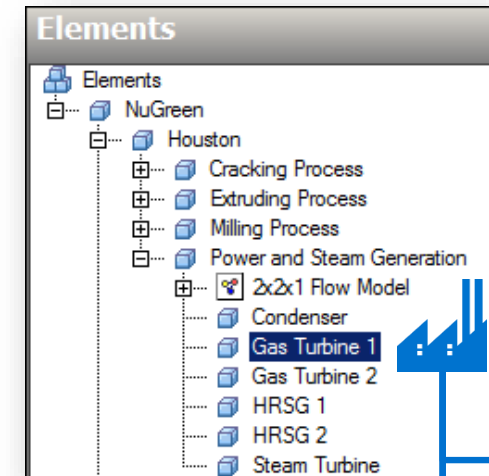 Elements
Elements
NuGreen
Houston
Cracking Process
Extruding Process
Milling Process
Power and Steam Generation
2x2x1 Flow Model
Condenser
Gas Turbine 1
Gas Turbine 2
HRSG 1
HRSG 2
Steam Turbine